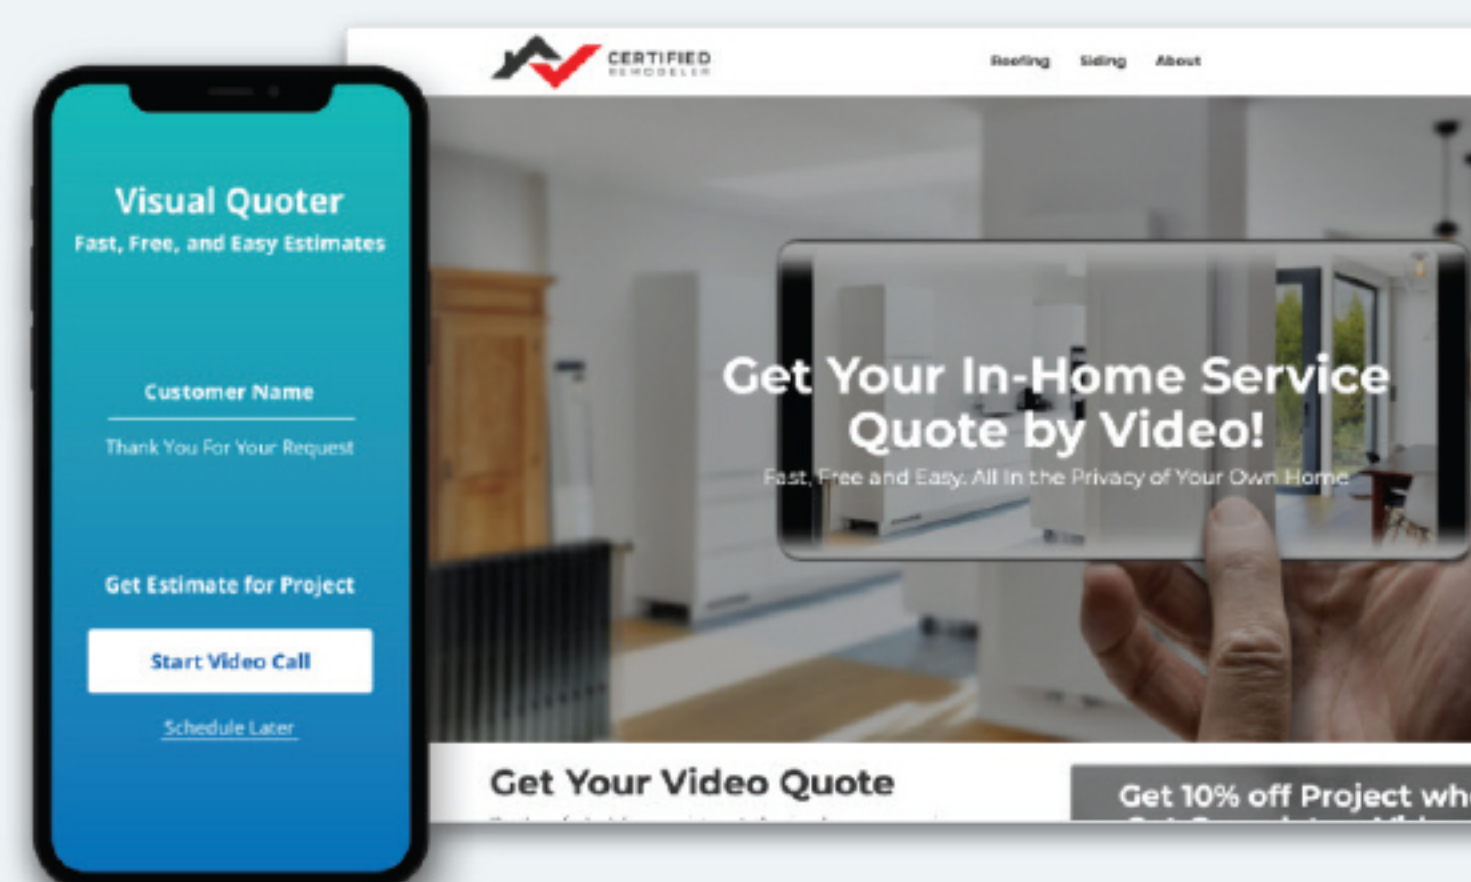 Visual Quoter
Fast, Free, and Easy Estimates
Customer Name
Thank You For Your Request
Get Estimate for Project
Start Video Call
Schedule Later
CERTIFIED
REMODELER
Roofing Siding About
Get Your In-Home Service
Quote by Video!
Fast, Free and Easy. All In the Privacy of Your Own Home
Get Your Video Quote
Get 10% off Project